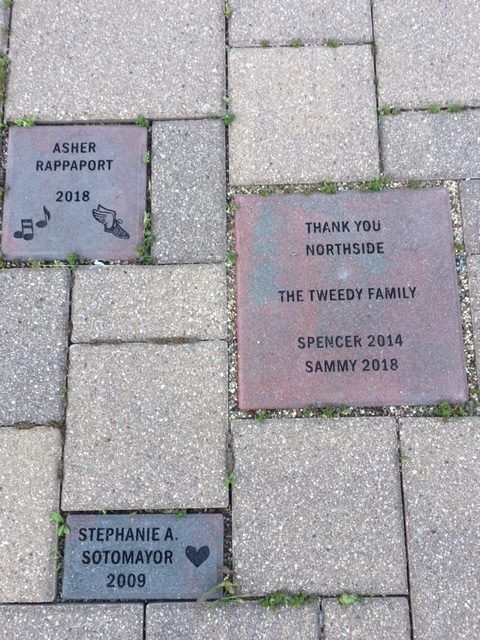 ASHER
RAPPAPORT
2018
THANK YOU
NORTHSIDE
THE TWEEDY FAMILY
SPENCER 2014
SAMMY 2018
STEPHANIE A.
SOTOMAYOR
2009